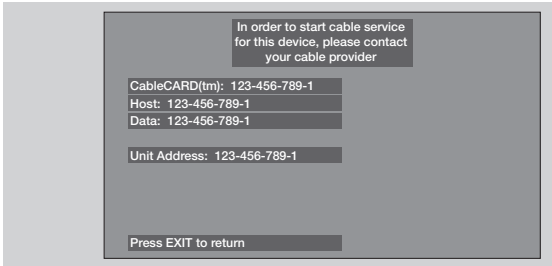 In order to start cable service
for this device, please contact
your cable provider
CableCARD(tm): 123-456-789-1
Host: 123-456-789-1
Data: 123-456-789-1
Unit Address: 123-456-789-1
Press EXIT to return